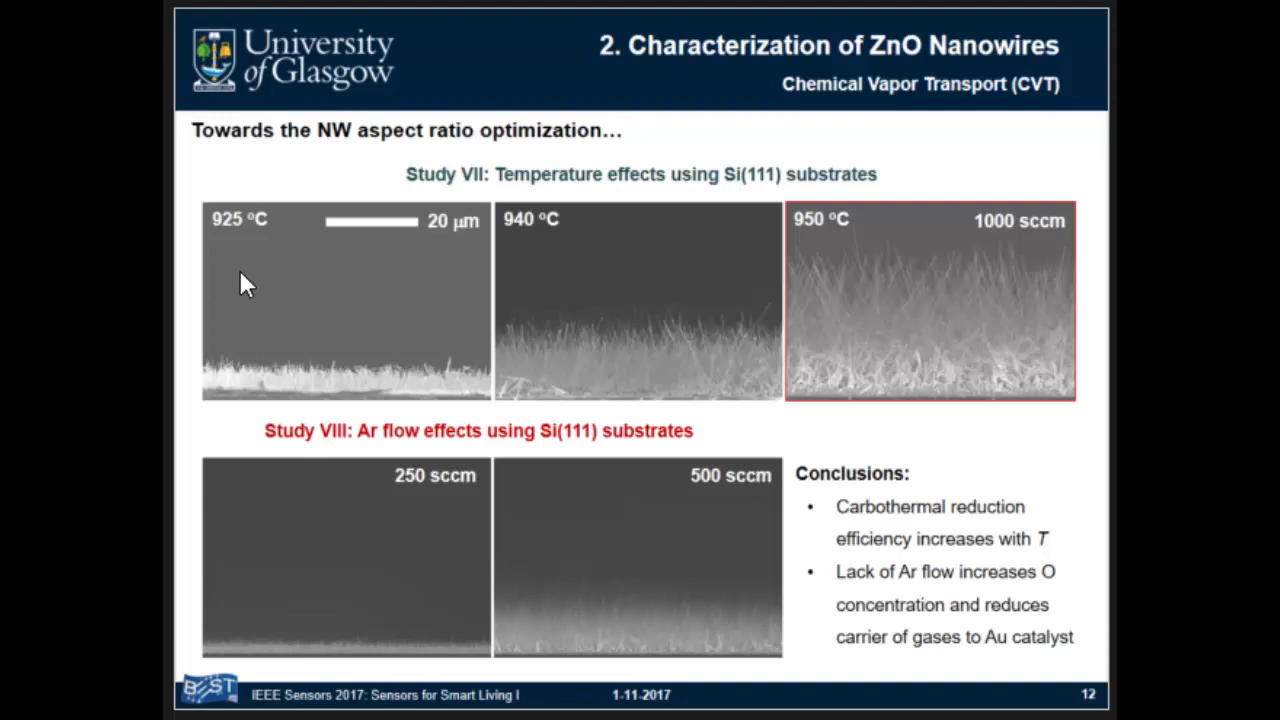 University
of Glasgow
2. Characterization of ZnO Nanowires
Chemical Vapor Transport (CVT)
Towards the NW aspect ratio optimization…
Study VII: Temperature effects using Si(111) substrates
925 ºC
20 µm
940 ºC
950 ºC
1000 sccm
Study VIII: Ar flow effects using Si(111) substrates
250 sccm
500 sccm
Conclusions:
• Carbothermal reduction
efficiency increases with T
• Lack of Ar flow increases O
concentration and reduces
carrier of gases to Au catalyst
BEST
IEEE Sensors 2017: Sensors for Smart Living I
1-11-2017
12